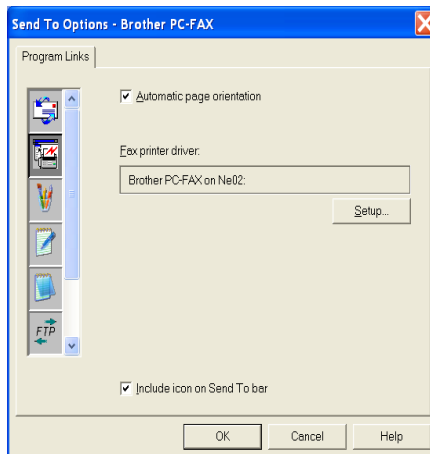 Send To Options - Brother PC-FAX
Program Links
Automatic page orientation
Fax printer driver:
Brother PC-FAX on Ne02:
Setup...
FTP
Include icon on Send To bar
OK Cancel Help